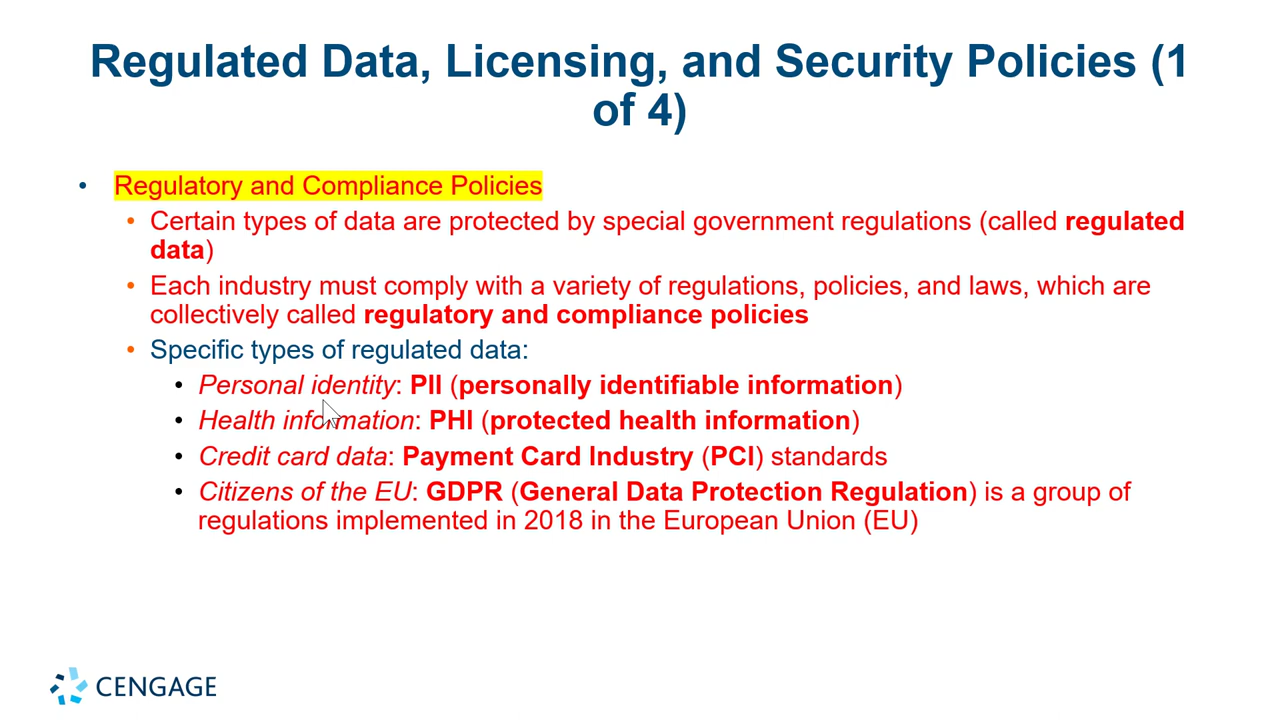 Regulated Data, Licensing, and Security Policies (1
of 4)
• Regulatory and Compliance Policies
• Certain types of data are protected by special government regulations (called regulated
data)
• Each industry must comply with a variety of regulations, policies, and laws, which are
collectively called regulatory and compliance policies
• Specific types of regulated data:
• Personal identity: PII (personally identifiable information)
• Health information: PHI (protected health information)
• Credit card data: Payment Card Industry (PCI) standards
• Citizens of the EU: GDPR (General Data Protection Regulation) is a group of
regulations implemented in 2018 in the European Union (EU)
CENGAGE